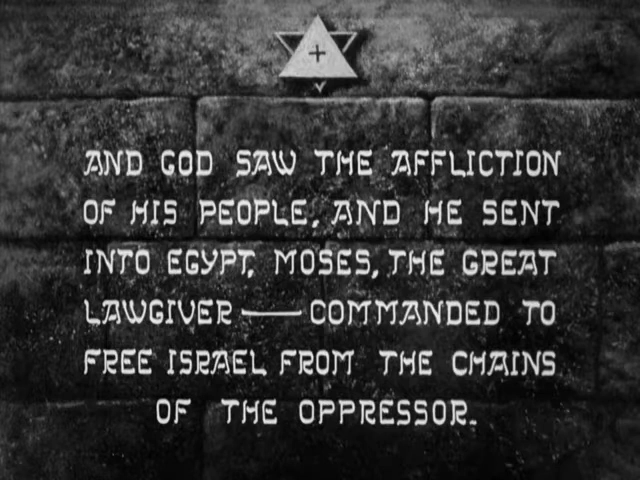 AND GOD SAW THE AFFLICTION
OF HIS PEOPLE, AND HE SENT
INTO EGYPT, MOSES, THE GREAT
LAWGIVER — COMMANDED TO
FREE ISRAEL FROM THE CHAINS
OF THE OPPRESSOR.